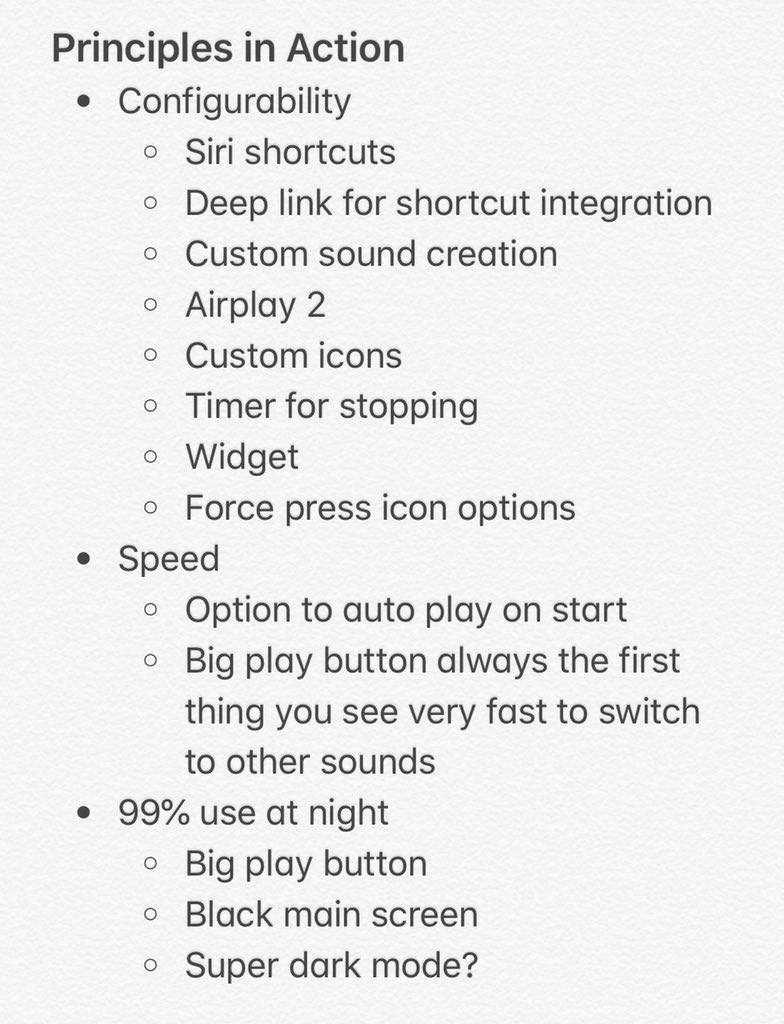 Principles in Action
• Configurability
◦ Siri shortcuts
◦ Deep link for shortcut integration
◦ Custom sound creation
◦ Airplay 2
◦ Custom icons
◦ Timer for stopping
◦ Widget
◦ Force press icon options
• Speed
◦ Option to auto play on start
◦ Big play button always the first
thing you see very fast to switch
to other sounds
• 99% use at night
◦ Big play button
◦ Black main screen
◦ Super dark mode?